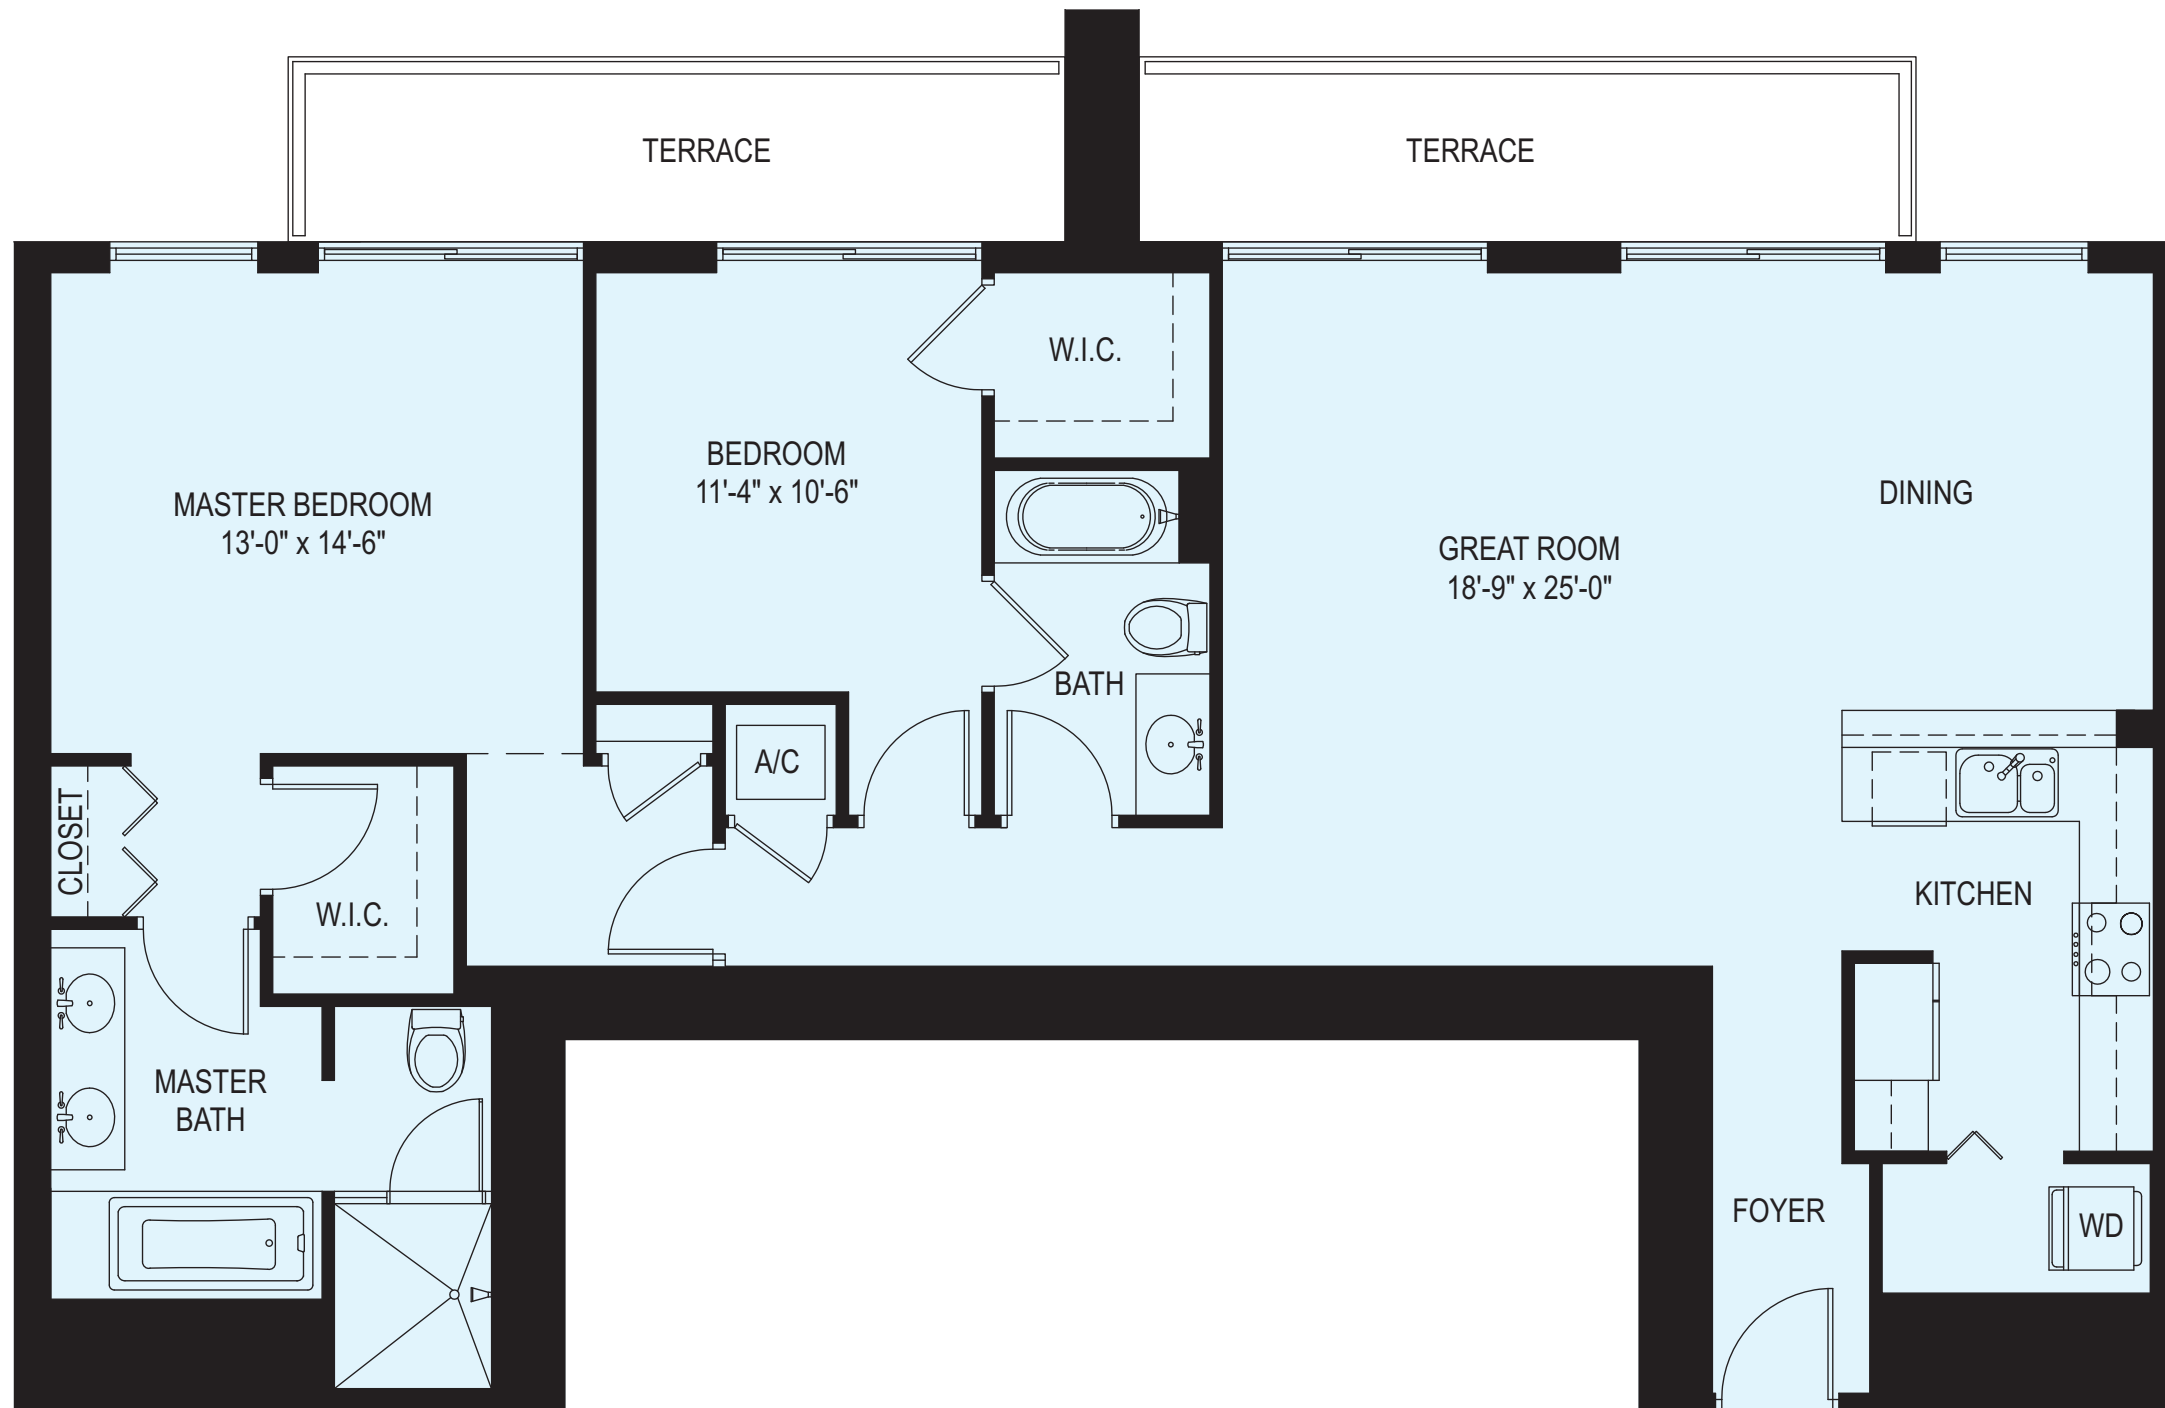 TERRACE
TERRACE
W.I.C.
BEDROOM
11'-4" x 10'-6"
MASTER BEDROOM
13'-0" x 14'-6"
DINING
GREAT ROOM
18'-9" x 25'-0"
BATH
A/C
CLOSET
W.I.C.
KITCHEN
MASTER
BATH
FOYER
WD